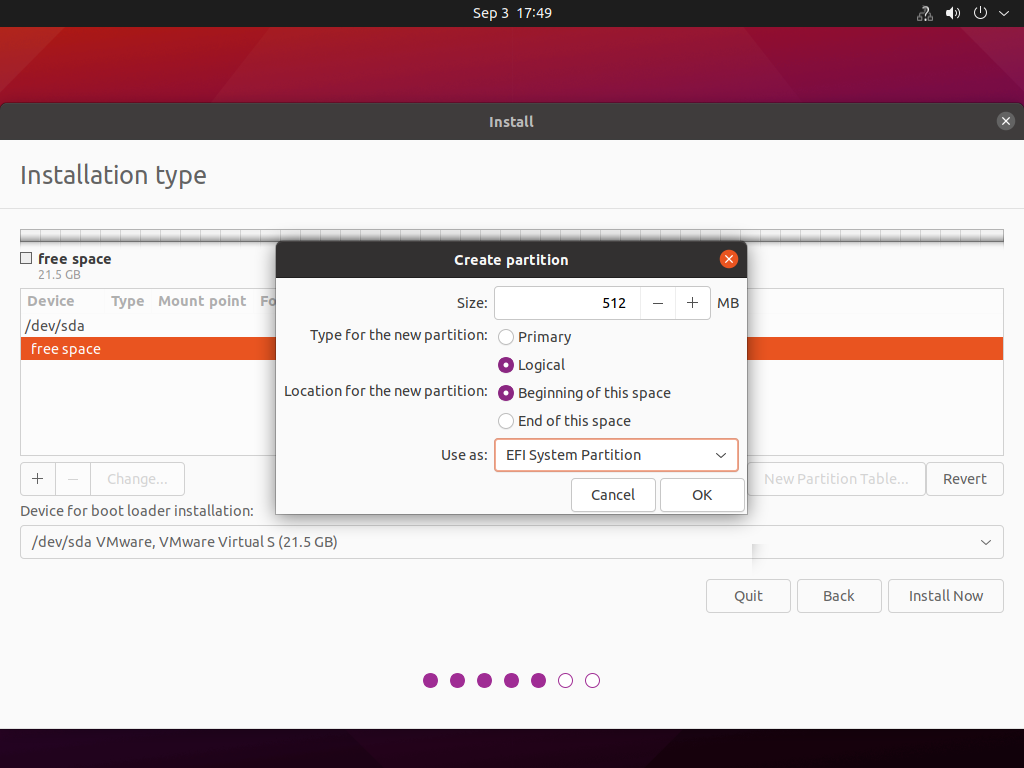 Sep 3 17:49
Install
Installation type
free space
21.5 GB
Device Type Mount point
/dev/sda
free space
Create partition
Size: 512 MB
Type for the new partition: Primary
Logical
Location for the new partition: Beginning of this space
End of this space
Use as: EFI System Partition
Cancel OK
+ − Change... New Partition Table... Revert
Device for boot loader installation:
/dev/sda VMware, VMware Virtual S (21.5 GB)
Quit Back Install Now